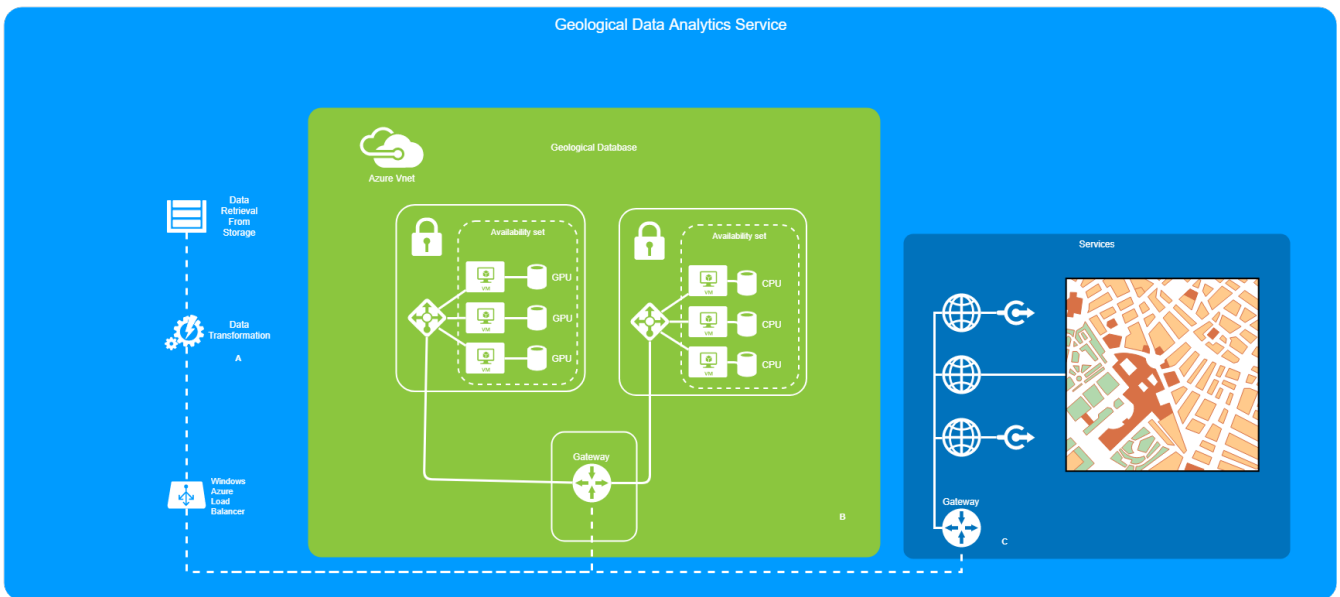 Geological Data Analytics Service
Azure Vnet
Geological Database
Data
Retrieval
From
Storage
Data
Transformation
A
Windows
Azure
Load
Balancer
Availability set
VM
GPU
VM
GPU
VM
GPU
Availability set
VM
CPU
VM
CPU
VM
CPU
Gateway
B
Services
Gateway
C